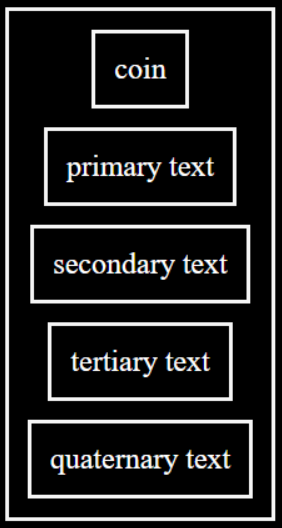 coin
primary text
secondary text
tertiary text
quaternary text